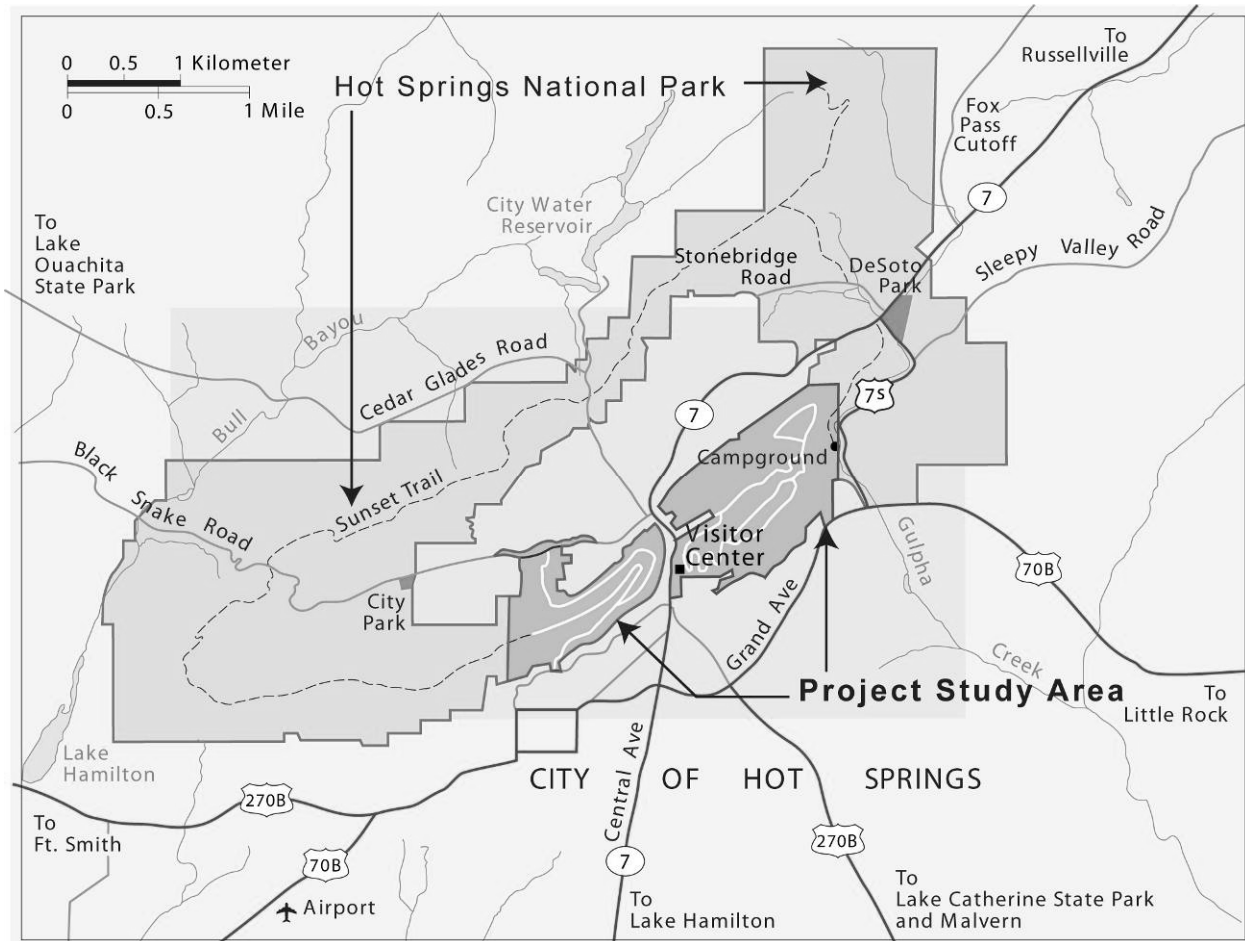 0 0.5 1 Kilometer
0 0.5 1 Mile
Hot Springs National Park
To
Russellville
Fox
Pass
Cutoff
7
Sleepy Valley Road
City Water
Reservoir
To
Lake
Ouachita
State Park
Stonebridge
Road
DeSoto
Park
Bull Bayou
Cedar Glades Road
7
7S
Black Snake Road
Sunset Trail
Campground
Visitor
Center
Gulpha Creek
70B
City
Park
Grand Ave
Project Study Area
To
Little Rock
Lake
Hamilton
Central Ave
CITY OF HOT SPRINGS
270B
To
Ft. Smith
70B
Airport
7
270B
To
Lake Hamilton
To
Lake Catherine State Park
and Malvern